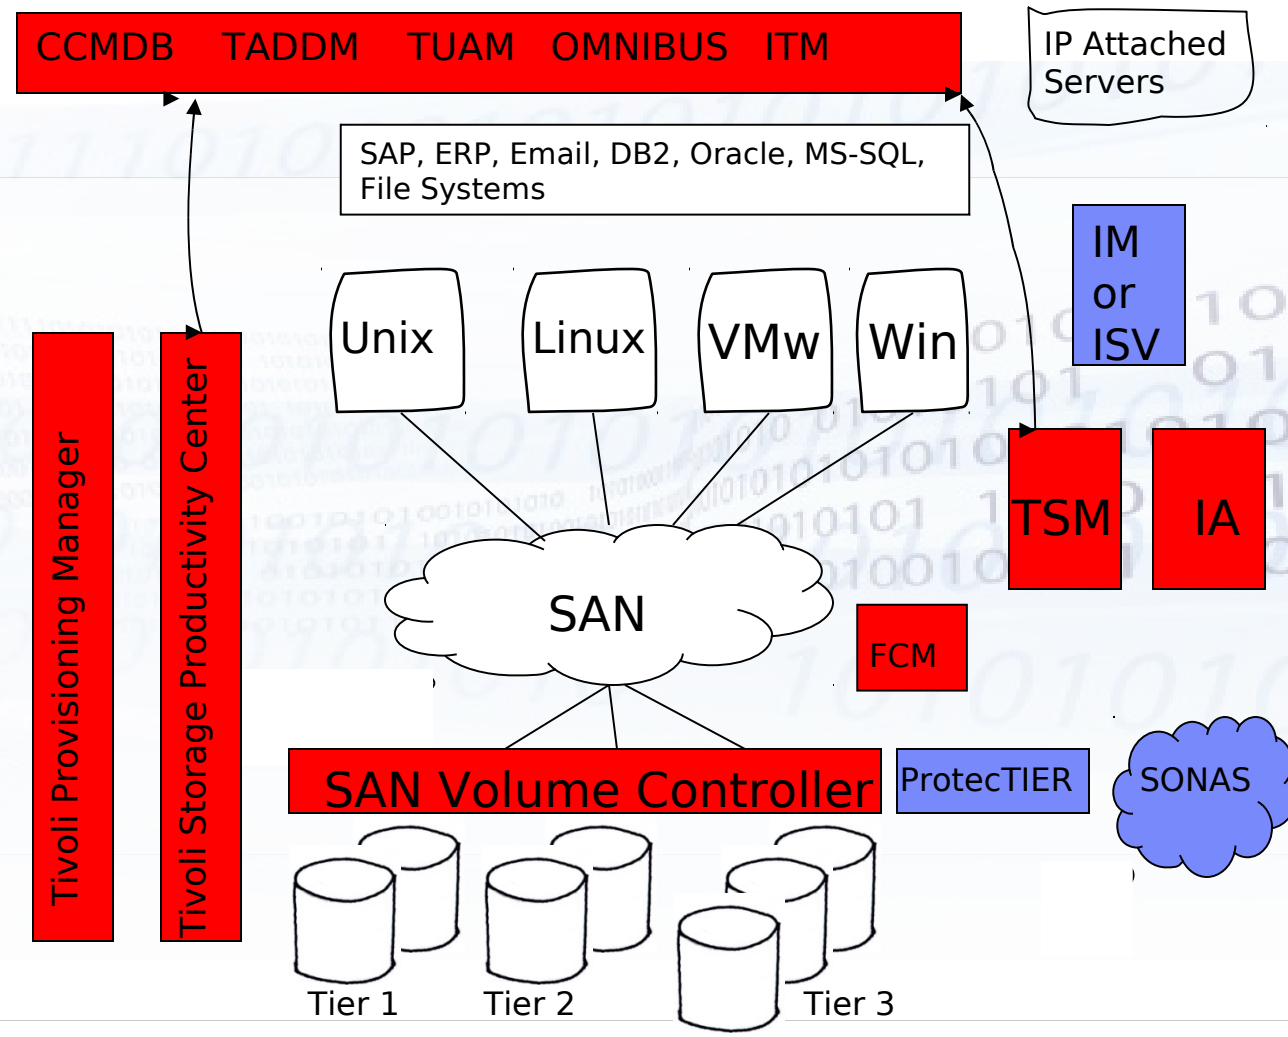 CCMDB TADDM TUAM OMNIBUS ITM
IP Attached
Servers
SAP, ERP, Email, DB2, Oracle, MS-SQL,
File Systems
IM
or
ISV
Unix
Linux
VMw
Win
Tivoli Provisioning Manager
Tivoli Storage Productivity Center
TSM
IA
SAN
FCM
SAN Volume Controller
ProtecTIER
SONAS
Tier 1
Tier 2
Tier 3